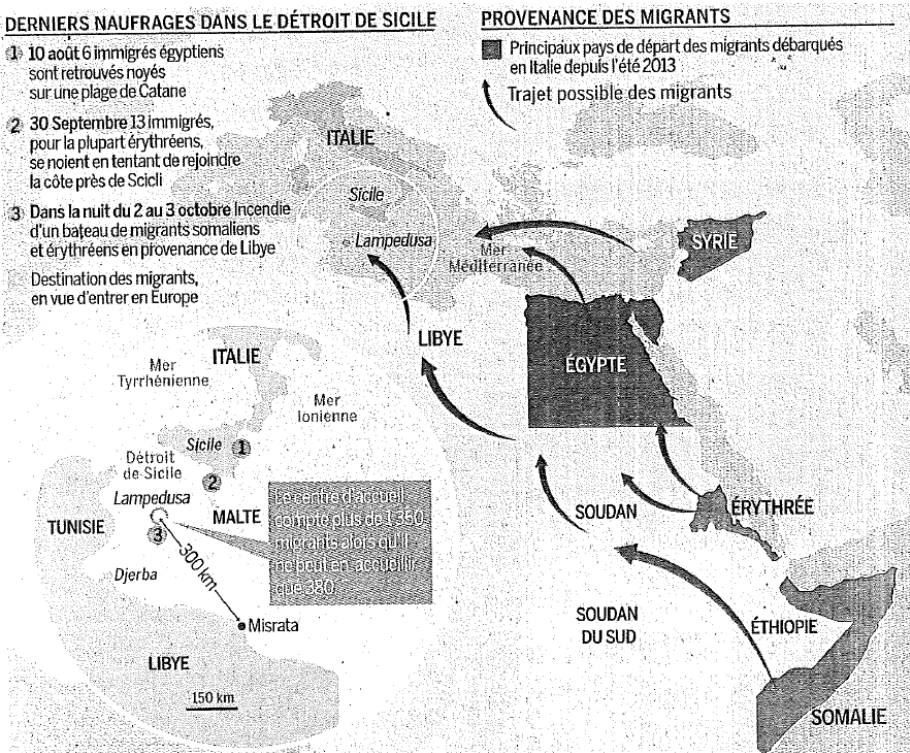 DERNIERS NAUFRAGES DANS LE DÉTROIT DE SICILE
1 10 août 6 immigrés égyptiens
sont retrouvés noyés
sur une plage de Catane
2 30 Septembre 13 immigrés,
pour la plupart érythréens,
se noient en tentant de rejoindre
la côte près de Scicli
3 Dans la nuit du 2 au 3 octobre Incendie
d'un bateau de migrants somaliens
et érythréens en provenance de Libye
Destination des migrants,
en vue d'entrer en Europe
PROVENANCE DES MIGRANTS
Principaux pays de départ des migrants débarqués
en Italie depuis l'été 2013
Trajet possible des migrants
ITALIE
Sicile
Lampedusa
Mer
Méditerranée
SYRIE
LIBYE
ÉGYPTE
SOUDAN
ÉRYTHRÉE
SOUDAN
DU SUD
ÉTHIOPIE
SOMALIE
ITALIE
Mer
Tyrrhénienne
Mer
Ionienne
Sicile
1
Détroit
de Sicile
2
Lampedusa
MALTE
TUNISIE
3
Le centre d'accueil
compte plus de 1 350
migrants alors qu'il
ne peut en accueillir
que 380
300 km
Djerba
Misrata
LIBYE
150 km